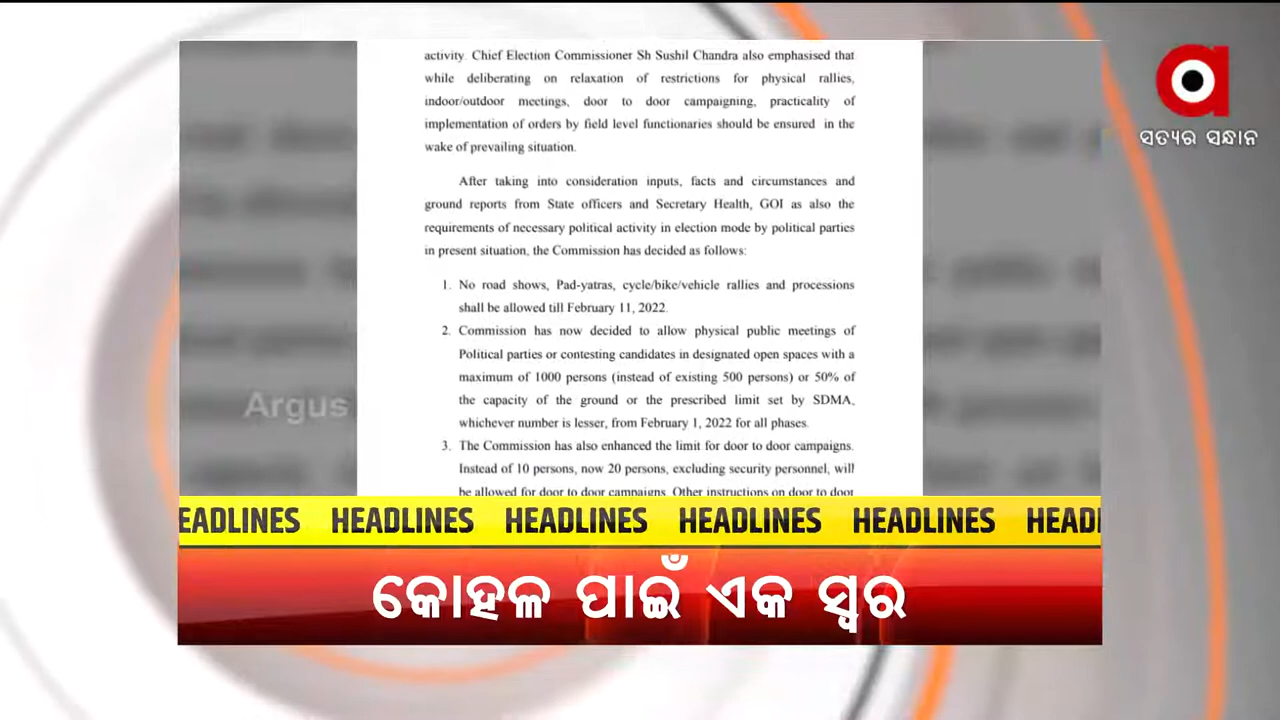 activity. Chief Election Commissioner Sh Sushil Chandra also emphasised that
while deliberating on relaxation of restrictions for physical rallies,
indoor/outdoor meetings, door to door campaigning, practicality of
implementation of orders by field level functionaries should be ensured in the
wake of prevailing situation.
After taking into consideration inputs, facts and circumstances and
ground reports from State officers and Secretary Health, GOI as also the
requirements of necessary political activity in election mode by political parties
in present situation, the Commission has decided as follows:
1. No road shows, Pad-yatras, cycle/bike/vehicle rallies and processions
shall be allowed till February 11, 2022.
2. Commission has now decided to allow physical public meetings of
Political parties or contesting candidates in designated open spaces with a
maximum of 1000 persons (instead of existing 500 persons) or 50% of
the capacity of the ground or the prescribed limit set by SDMA,
whichever number is lesser, from February 1, 2022 for all phases.
3. The Commission has also enhanced the limit for door to door campaigns.
Instead of 10 persons, now 20 persons, excluding security personnel, will
be allowed for door to door campaigns. Other instructions on door to door
ସତ୍ୟର ସନ୍ଧାନ
Argus
EADLINES HEADLINES HEADLINES HEADLINES HEADLINES HEADL
କୋହଳ ପାଇଁ ଏକ ସ୍ୱର